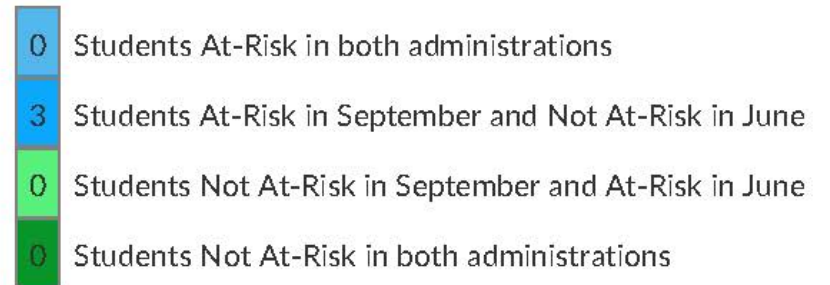 0 Students At-Risk in both administrations
3 Students At-Risk in September and Not At-Risk in June
0 Students Not At-Risk in September and At-Risk in June
0 Students Not At-Risk in both administrations